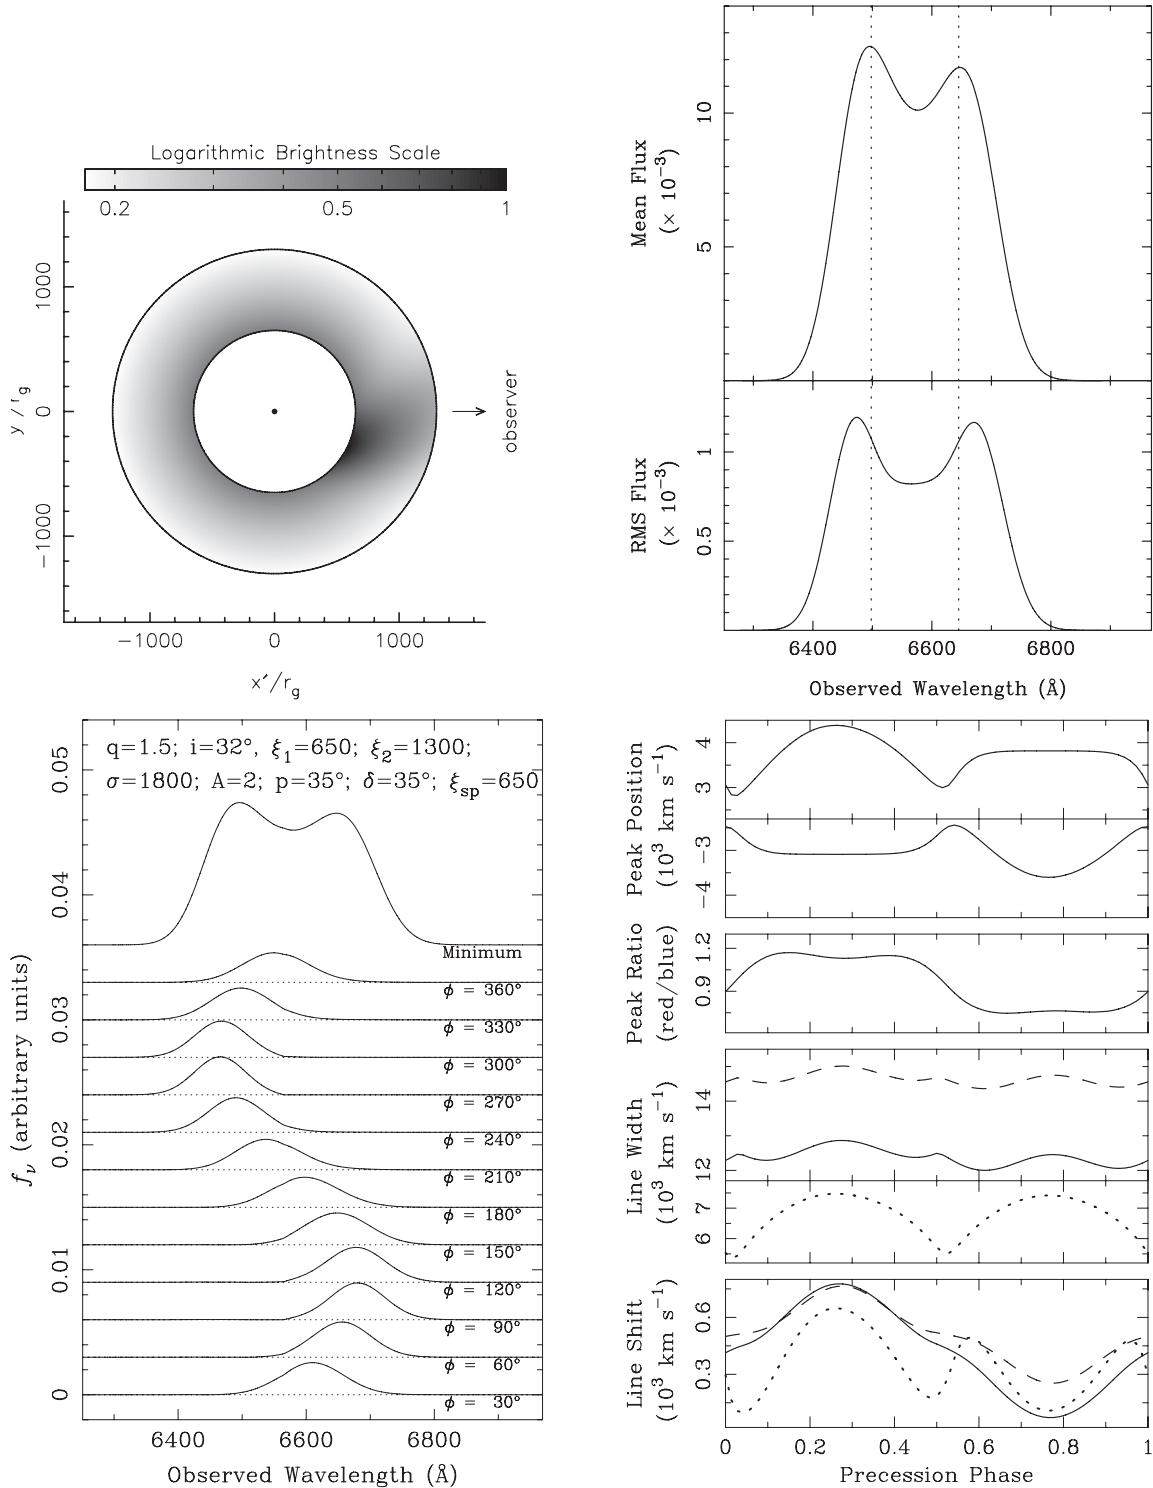 Logarithmic Brightness Scale
0.2 0.5 1
1000
0
−1000
y / r_g
observer
−1000 0 1000
x′/r_g
10
5
Mean Flux
(× 10⁻³)
1
0.5
RMS Flux
(× 10⁻³)
6400 6600 6800
Observed Wavelength (Å)
q=1.5; i=32°, ξ₁=650; ξ₂=1300;
σ=1800; A=2; p=35°; δ=35°; ξ_sp=650
0.05
0.04
0.03
0.02
0.01
0
f_ν (arbitrary units)
Minimum
ϕ = 360°
ϕ = 330°
ϕ = 300°
ϕ = 270°
ϕ = 240°
ϕ = 210°
ϕ = 180°
ϕ = 150°
ϕ = 120°
ϕ = 90°
ϕ = 60°
ϕ = 30°
6400 6600 6800
Observed Wavelength (Å)
4
3
−3
−4
Peak Position
(10³ km s⁻¹)
1.2
0.9
Peak Ratio
(red/blue)
14
12
7
6
Line Width
(10³ km s⁻¹)
0.6
0.3
Line Shift
(10³ km s⁻¹)
0 0.2 0.4 0.6 0.8 1
Precession Phase